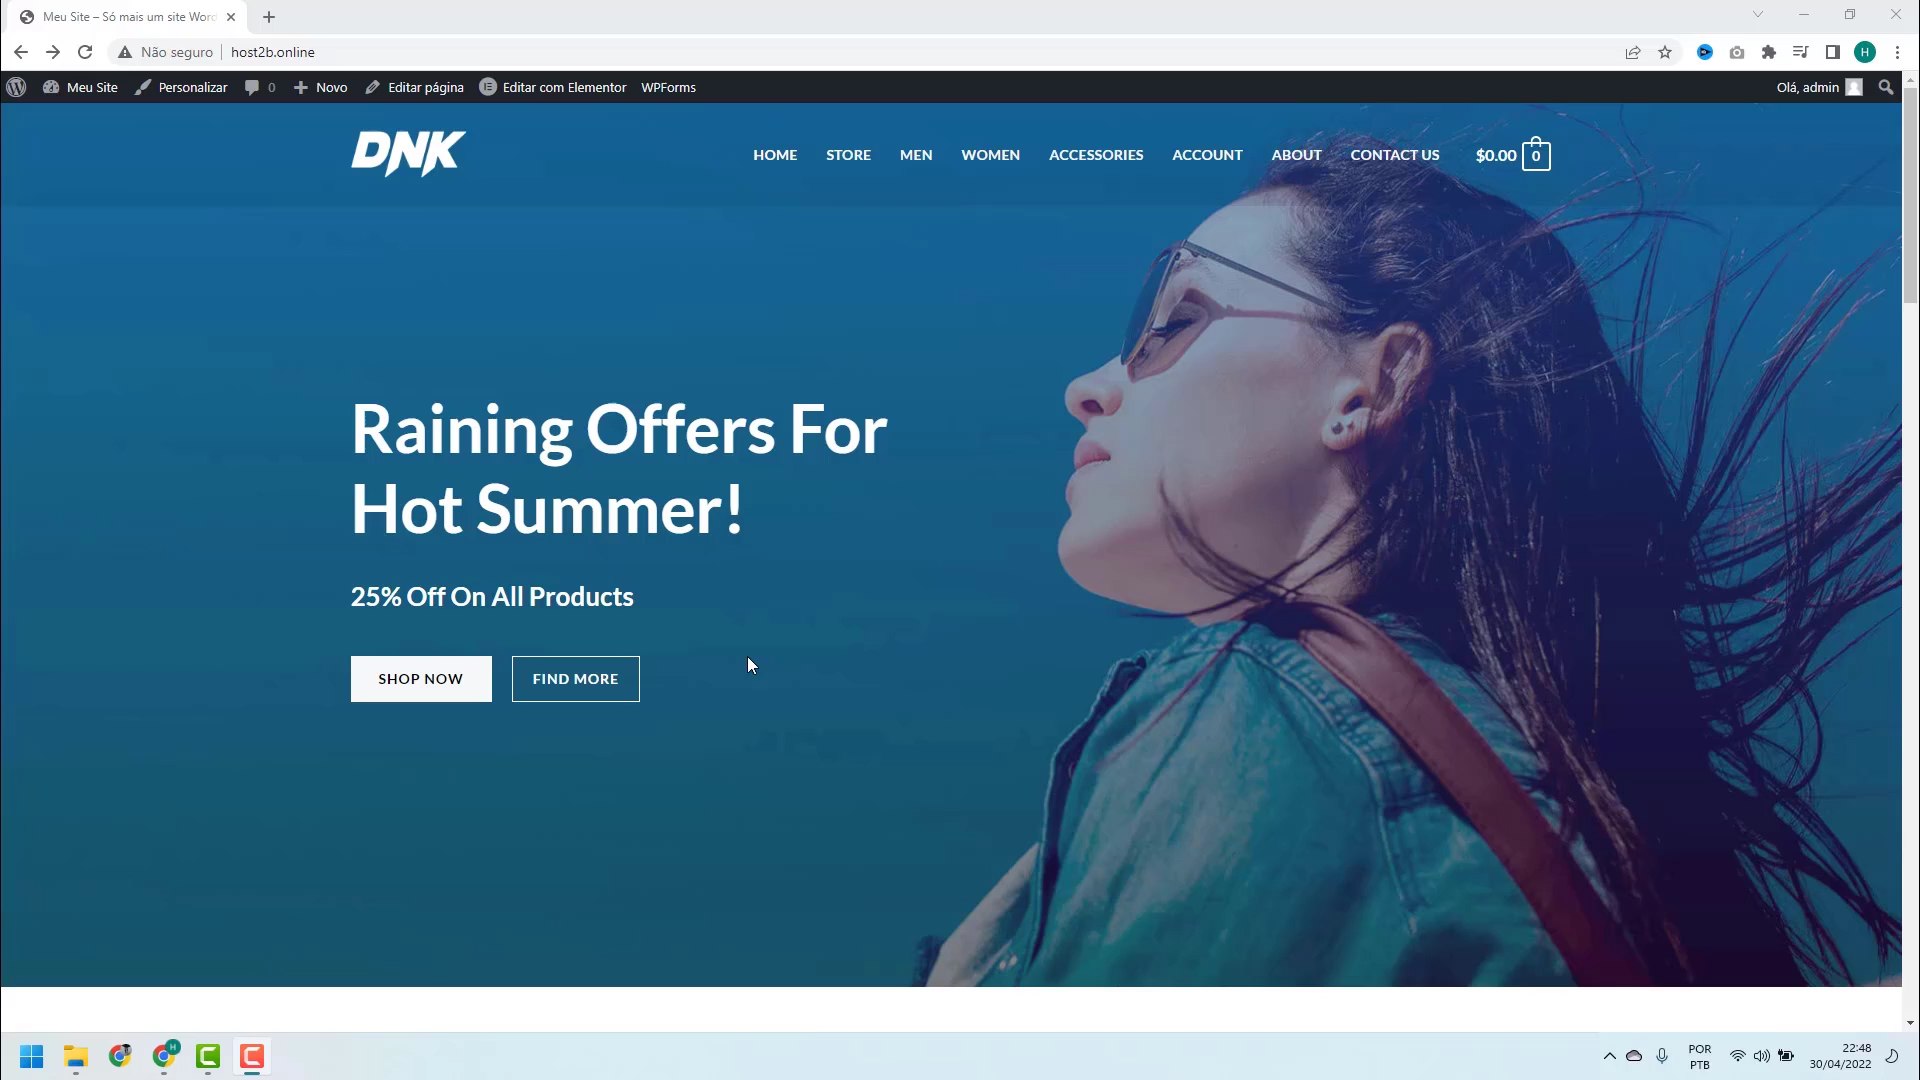 Meu Site – Só mais um site Word
Não seguro
host2b.online
H
Meu Site
Personalizar
0
Novo
Editar página
Editar com Elementor
WPForms
Olá, admin
DNK
HOME
STORE
MEN
WOMEN
ACCESSORIES
ACCOUNT
ABOUT
CONTACT US
$0.00
0
Raining Offers For
Hot Summer!
25% Off On All Products
SHOP NOW
FIND MORE
H
POR
PTB
22:48
30/04/2022